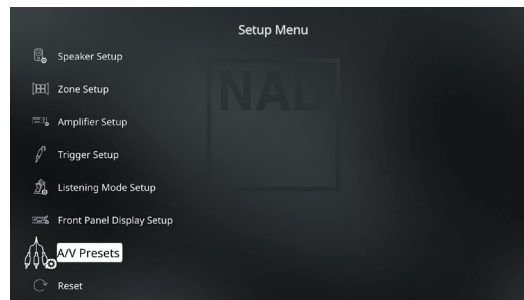 Setup Menu
Speaker Setup
Zone Setup
Amplifier Setup
Trigger Setup
Listening Mode Setup
Front Panel Display Setup
A/V Presets
Reset
NAD